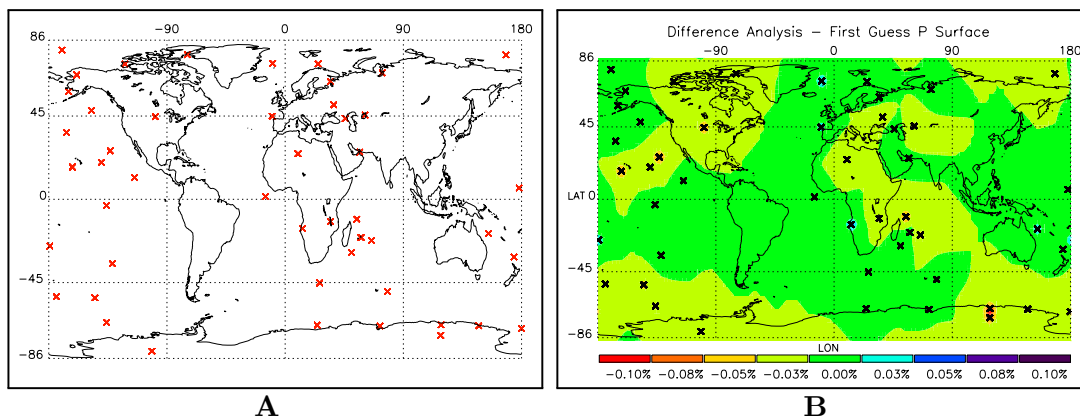 −90 0 90 180
86
45
0
−45
−86
A
Difference Analysis − First Guess P Surface
−90 0 90 180
86
45
LAT 0
−45
−86
LON
−0.10% −0.08% −0.05% −0.03% 0.00% 0.03% 0.05% 0.08% 0.10%
B